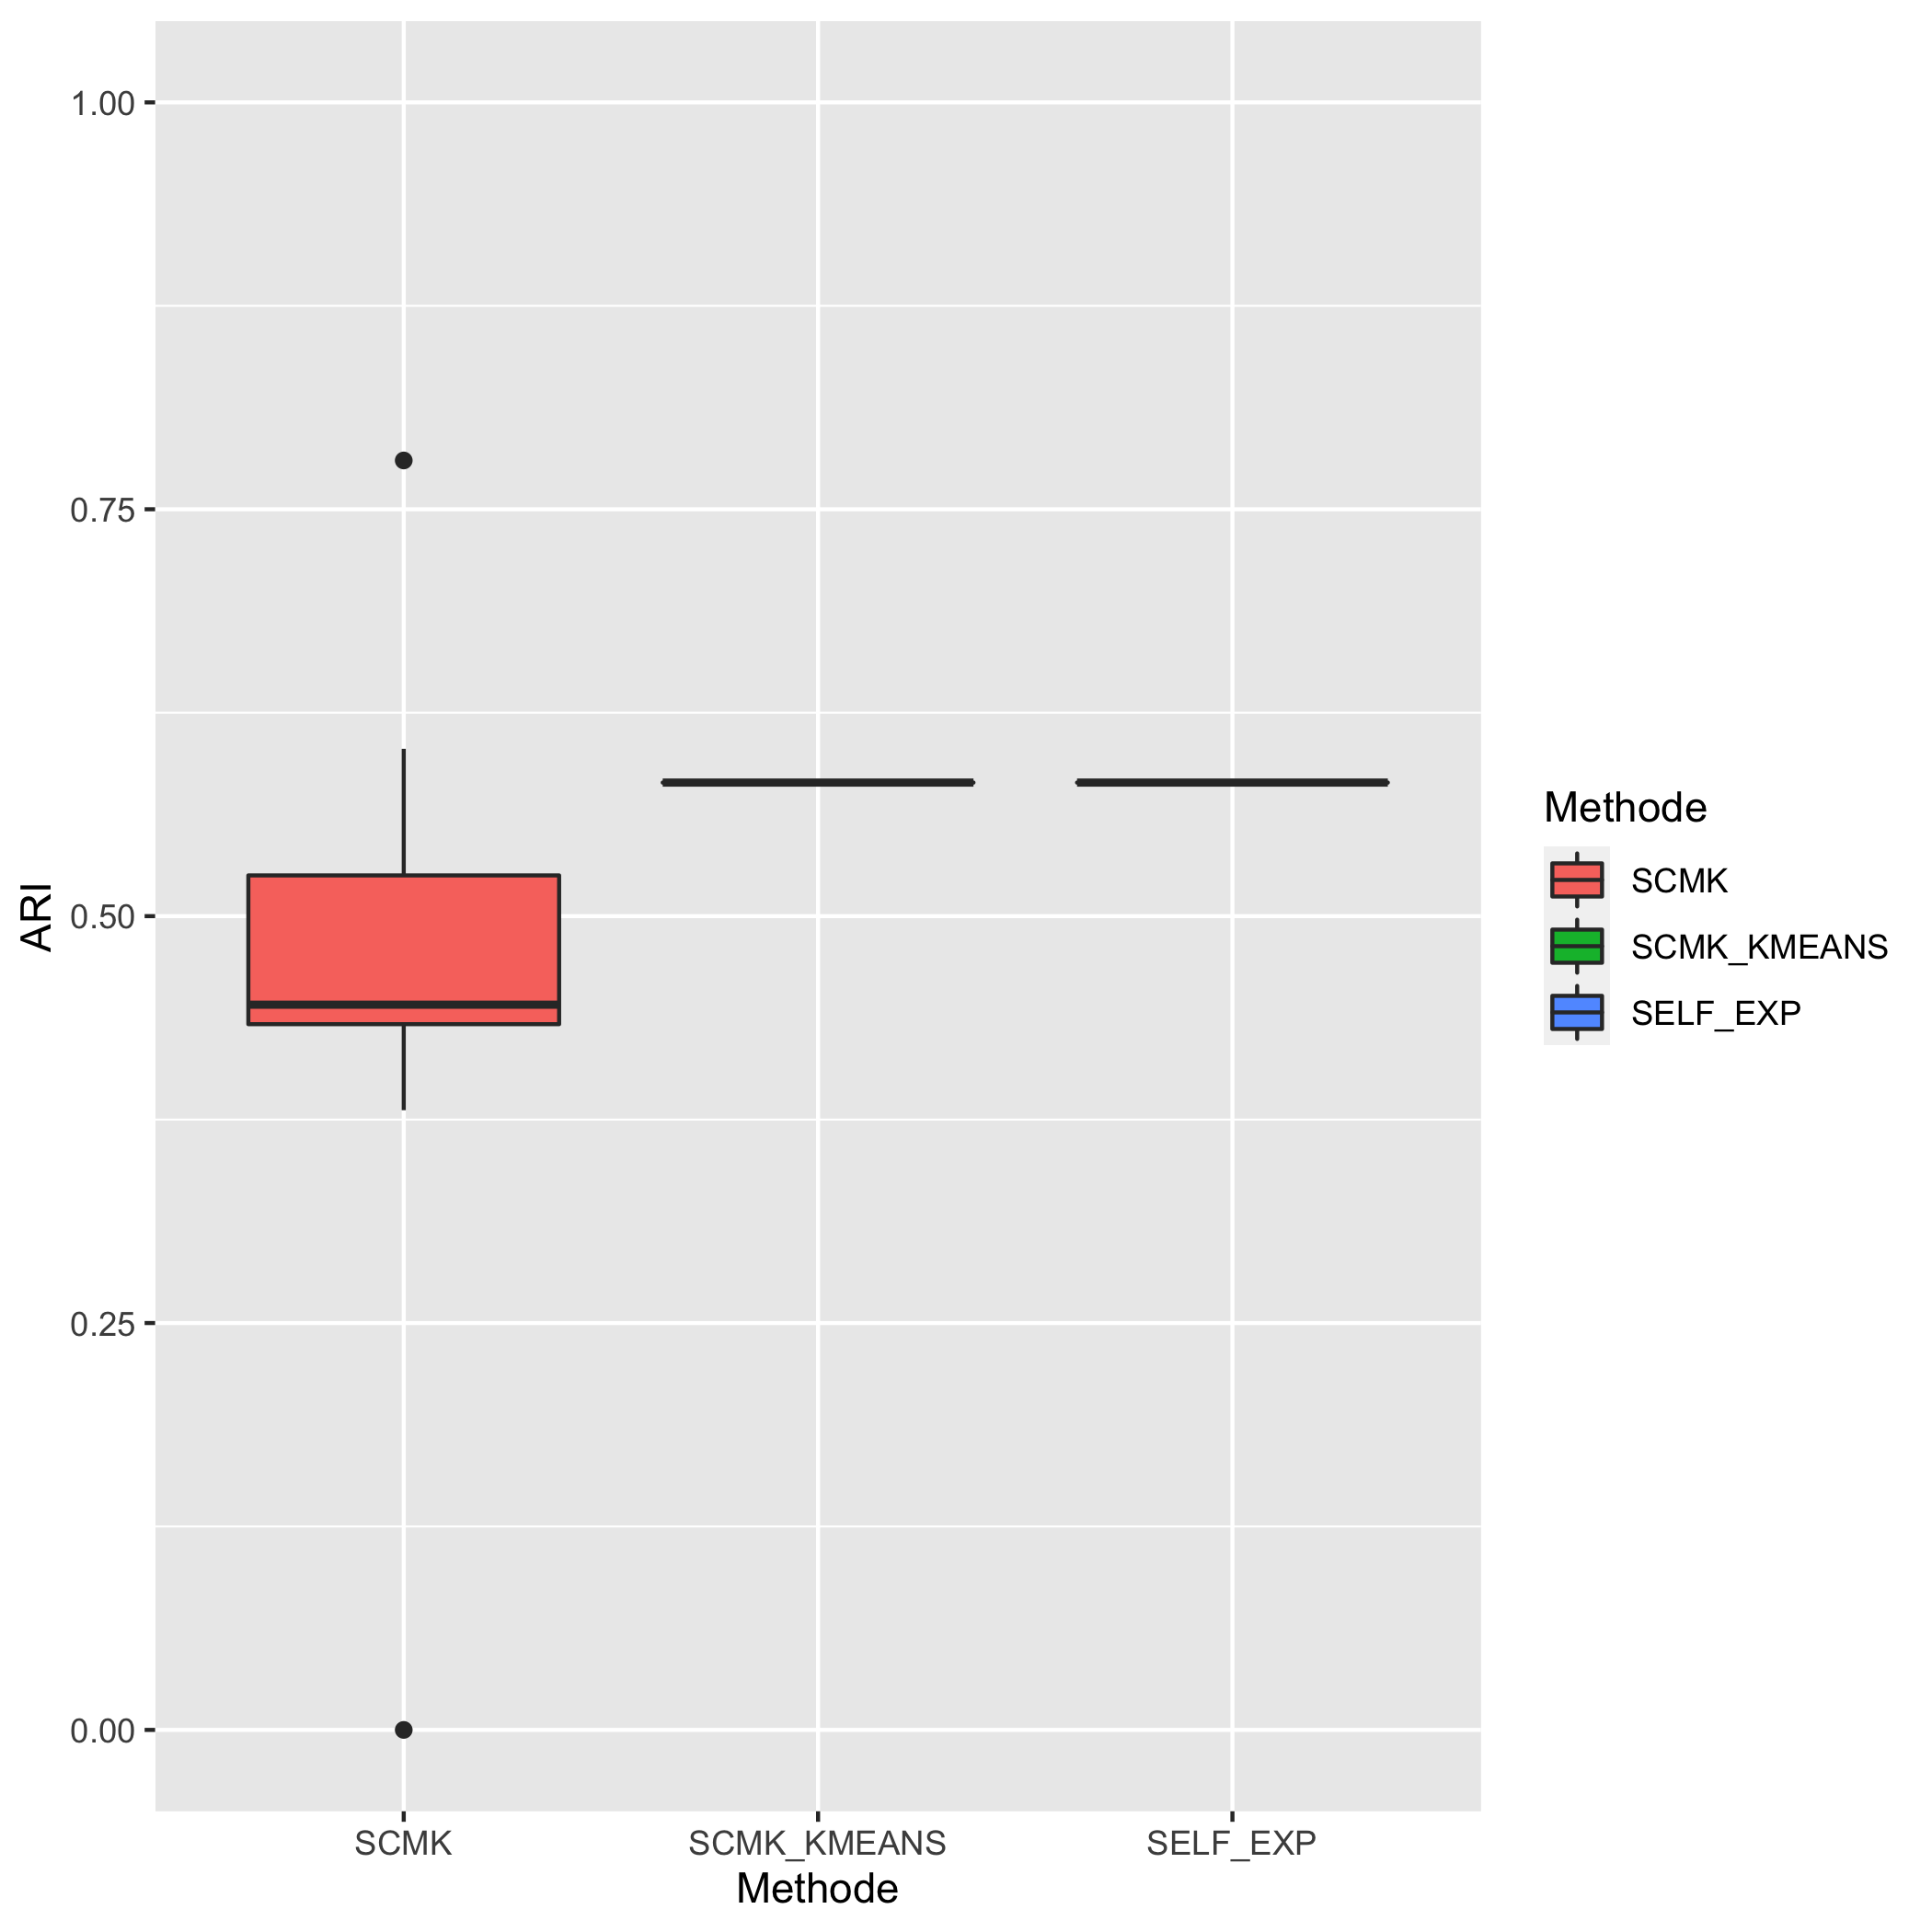 ARI
1.00
0.75
0.50
0.25
0.00
SCMK
SCMK_KMEANS
SELF_EXP
Methode
Methode
SCMK
SCMK_KMEANS
SELF_EXP